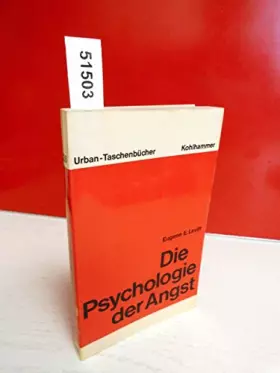 51503
Urban-Taschenbücher Kohlhammer
Eugene E. Levitt
Die
Psychologie
der Angst